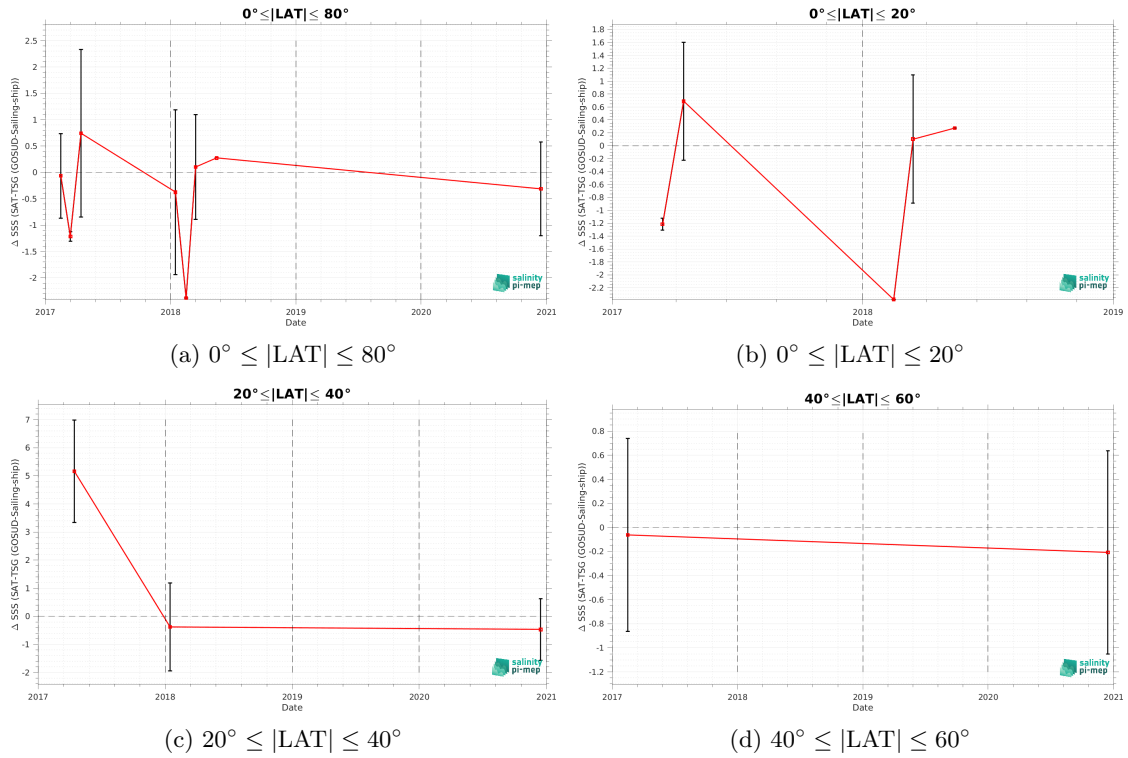 0°≤|LAT|≤ 80°
Δ SSS (SAT-TSG (GOSUD-Sailing-ship))
2.5
2
1.5
1
0.5
0
-0.5
-1
-1.5
-2
salinity
pi-mep
2017 2018 2019 2020 2021
Date
(a) 0° ≤ |LAT| ≤ 80°
0°≤|LAT|≤ 20°
Δ SSS (SAT-TSG (GOSUD-Sailing-ship))
1.8
1.6
1.4
1.2
1
0.8
0.6
0.4
0.2
0
-0.2
-0.4
-0.6
-0.8
-1
-1.2
-1.4
-1.6
-1.8
-2
-2.2
salinity
pi-mep
2017 2018 2019
Date
(b) 0° ≤ |LAT| ≤ 20°
20°≤|LAT|≤ 40°
Δ SSS (SAT-TSG (GOSUD-Sailing-ship))
7
6
5
4
3
2
1
0
-1
-2
salinity
pi-mep
2017 2018 2019 2020 2021
Date
(c) 20° ≤ |LAT| ≤ 40°
40°≤|LAT|≤ 60°
Δ SSS (SAT-TSG (GOSUD-Sailing-ship))
0.8
0.6
0.4
0.2
0
-0.2
-0.4
-0.6
-0.8
-1
-1.2
salinity
pi-mep
2017 2018 2019 2020 2021
Date
(d) 40° ≤ |LAT| ≤ 60°